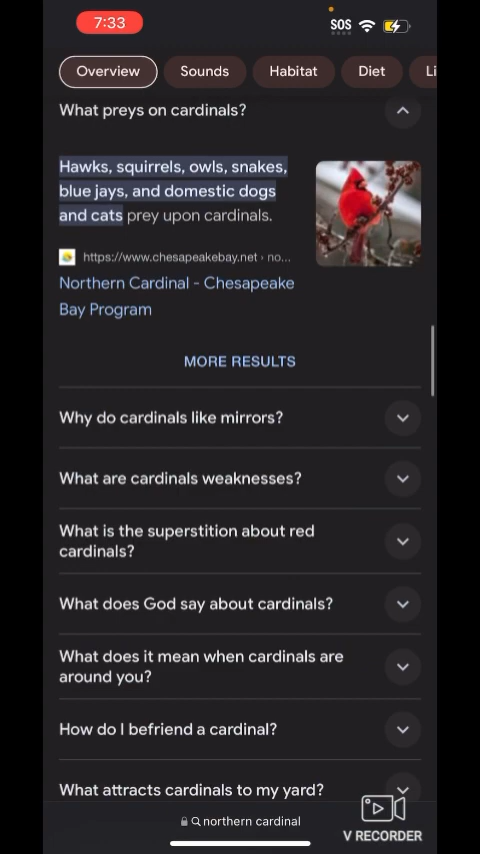 7:33
SOS
Overview
Sounds
Habitat
Diet
Li
What preys on cardinals?
Hawks, squirrels, owls, snakes,
blue jays, and domestic dogs
and cats prey upon cardinals.
https://www.chesapeakebay.net › no...
Northern Cardinal - Chesapeake
Bay Program
MORE RESULTS
Why do cardinals like mirrors?
What are cardinals weaknesses?
What is the superstition about red
cardinals?
What does God say about cardinals?
What does it mean when cardinals are
around you?
How do I befriend a cardinal?
What attracts cardinals to my yard?
northern cardinal
V RECORDER